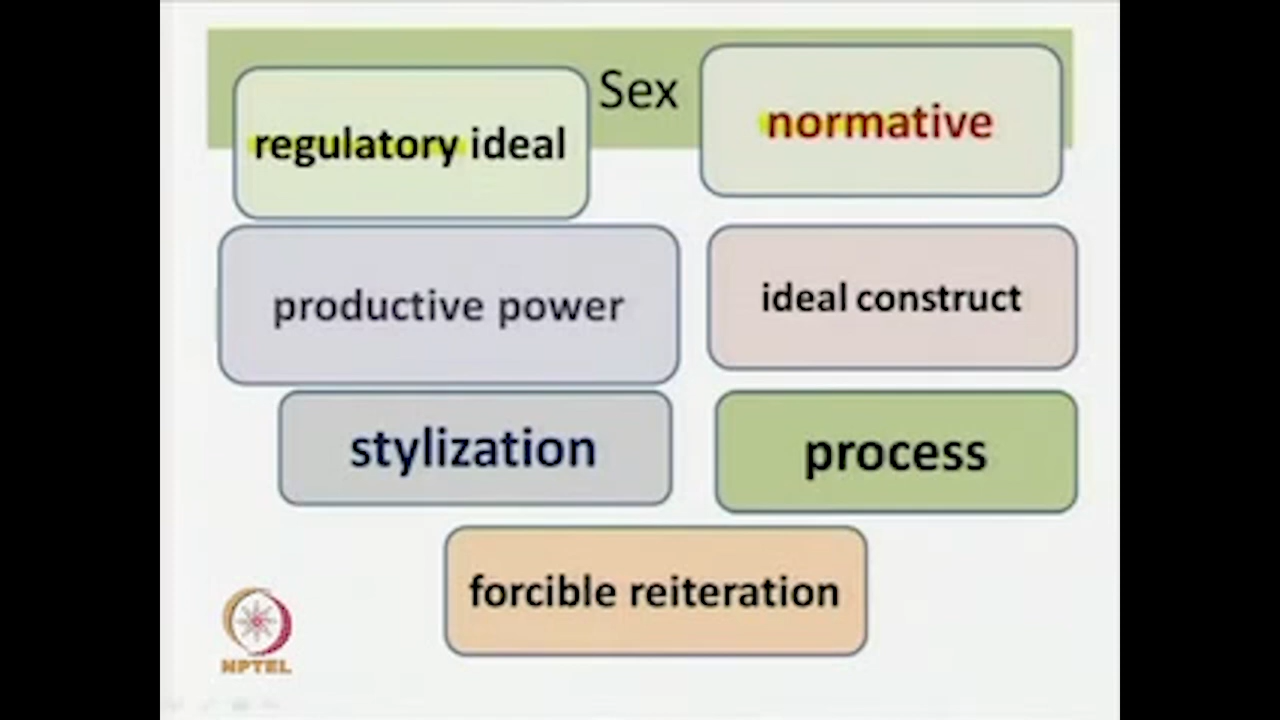 Sex
regulatory ideal
normative
productive power
ideal construct
stylization
process
forcible reiteration
NPTEL